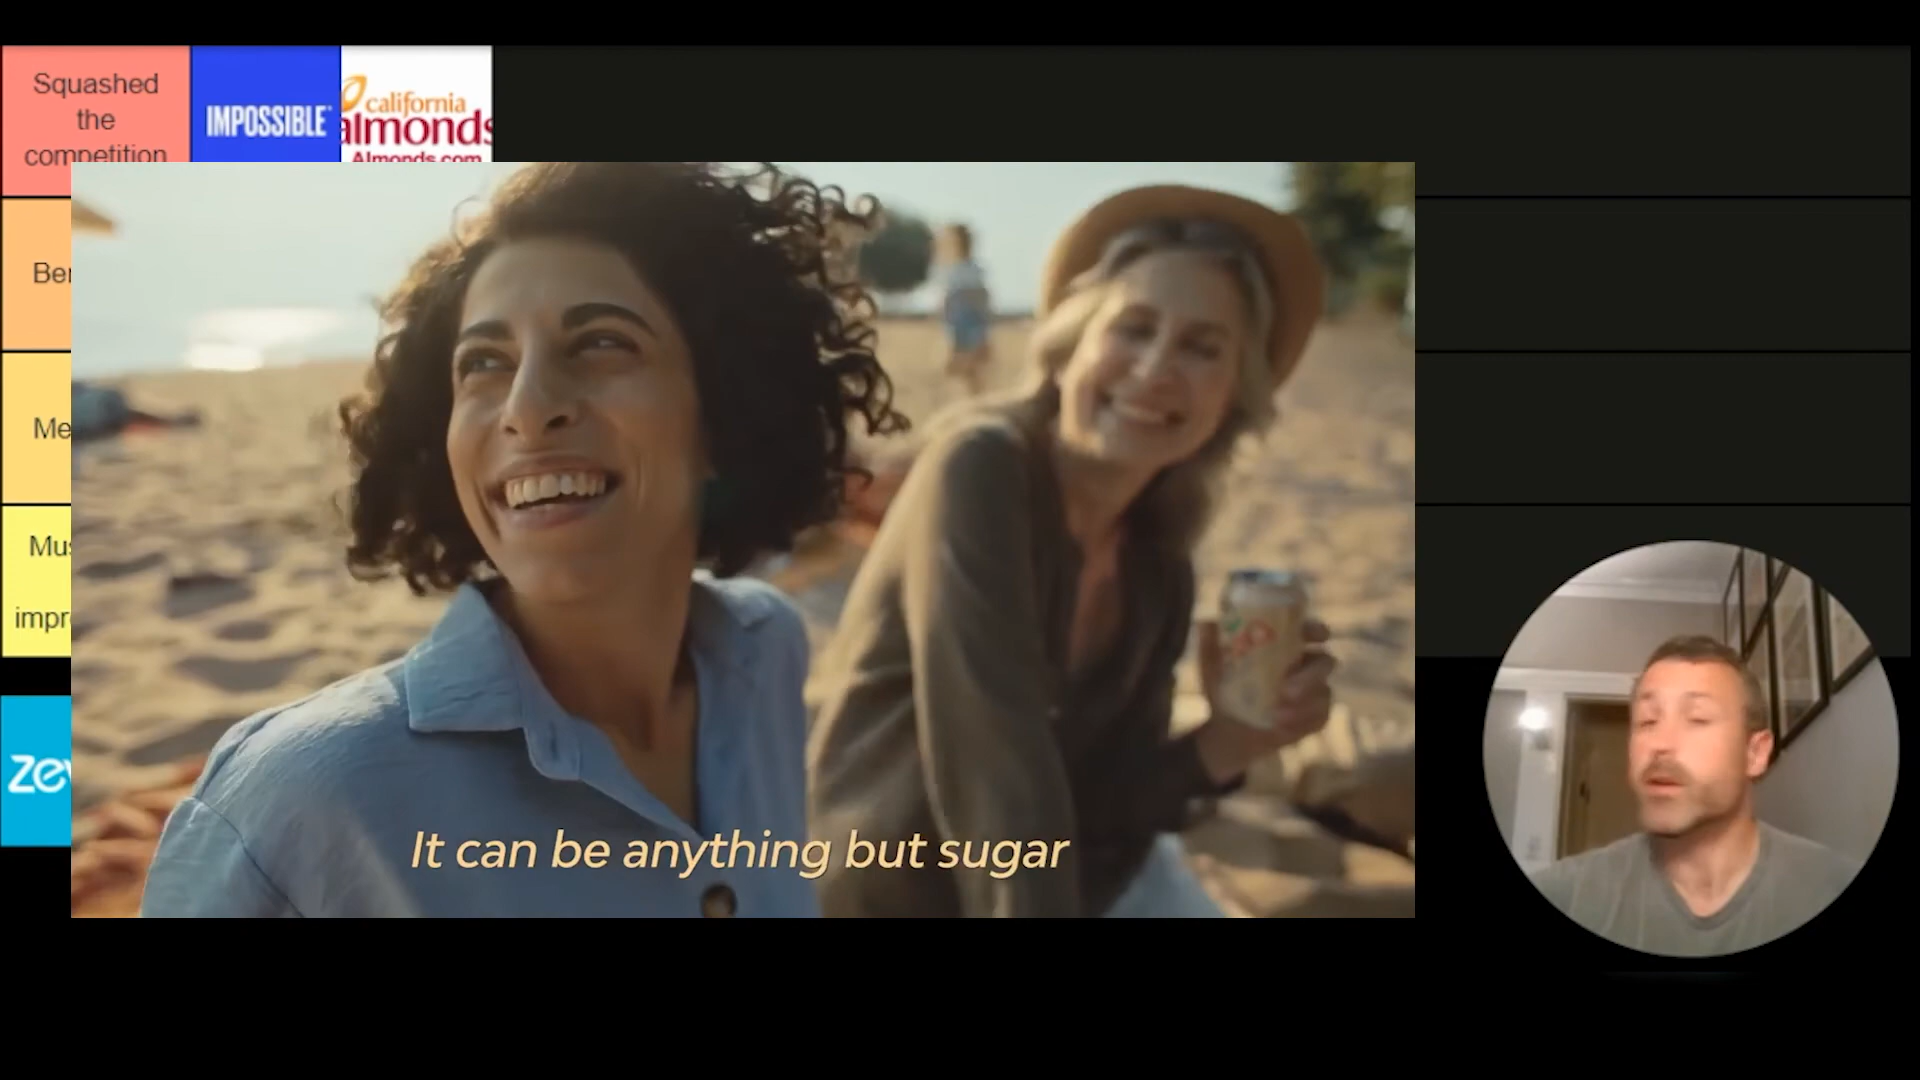 Squashed
the
competition
IMPOSSIBLE
california
almonds
Almonds.com
It can be anything but sugar